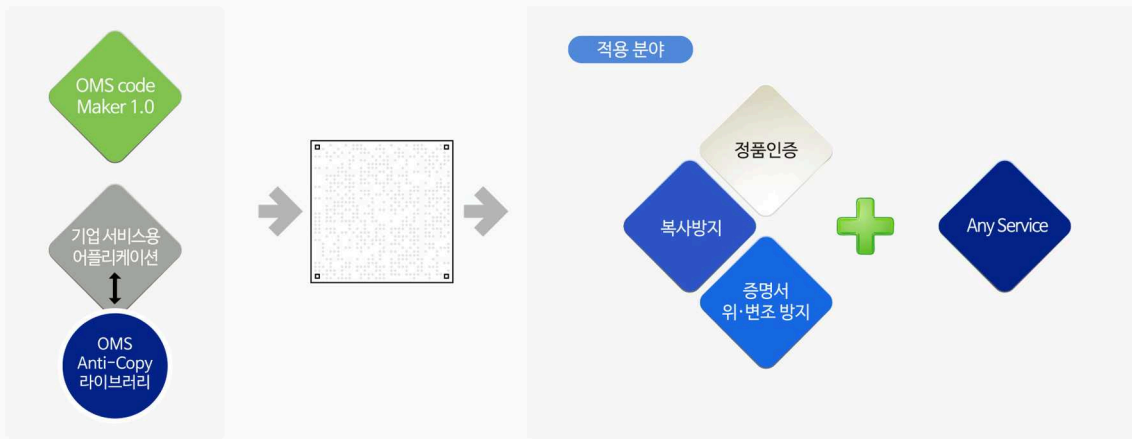 OMS code
Maker 1.0
기업 서비스용
어플리케이션
OMS
Anti-Copy
라이브러리
적용 분야
정품인증
복사방지
증명서
위·변조 방지
Any Service